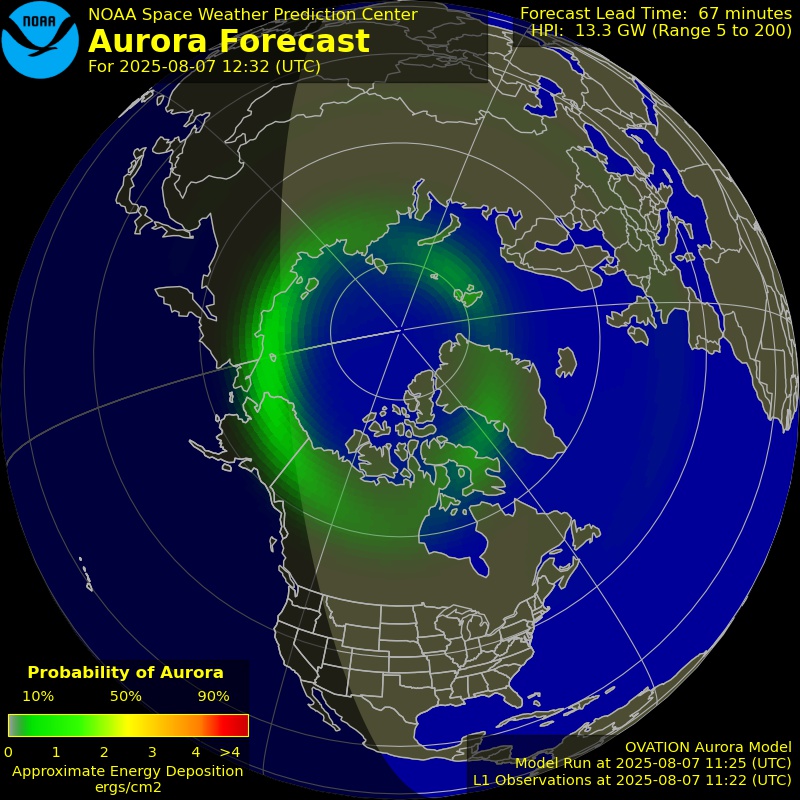 NOAA
NOAA Space Weather Prediction Center
Aurora Forecast
For 2025-08-07 12:32 (UTC)
Forecast Lead Time: 67 minutes
HPI: 13.3 GW (Range 5 to 200)
Probability of Aurora
10% 50% 90%
0 1 2 3 4 >4
Approximate Energy Deposition
ergs/cm2
OVATION Aurora Model
Model Run at 2025-08-07 11:25 (UTC)
L1 Observations at 2025-08-07 11:22 (UTC)